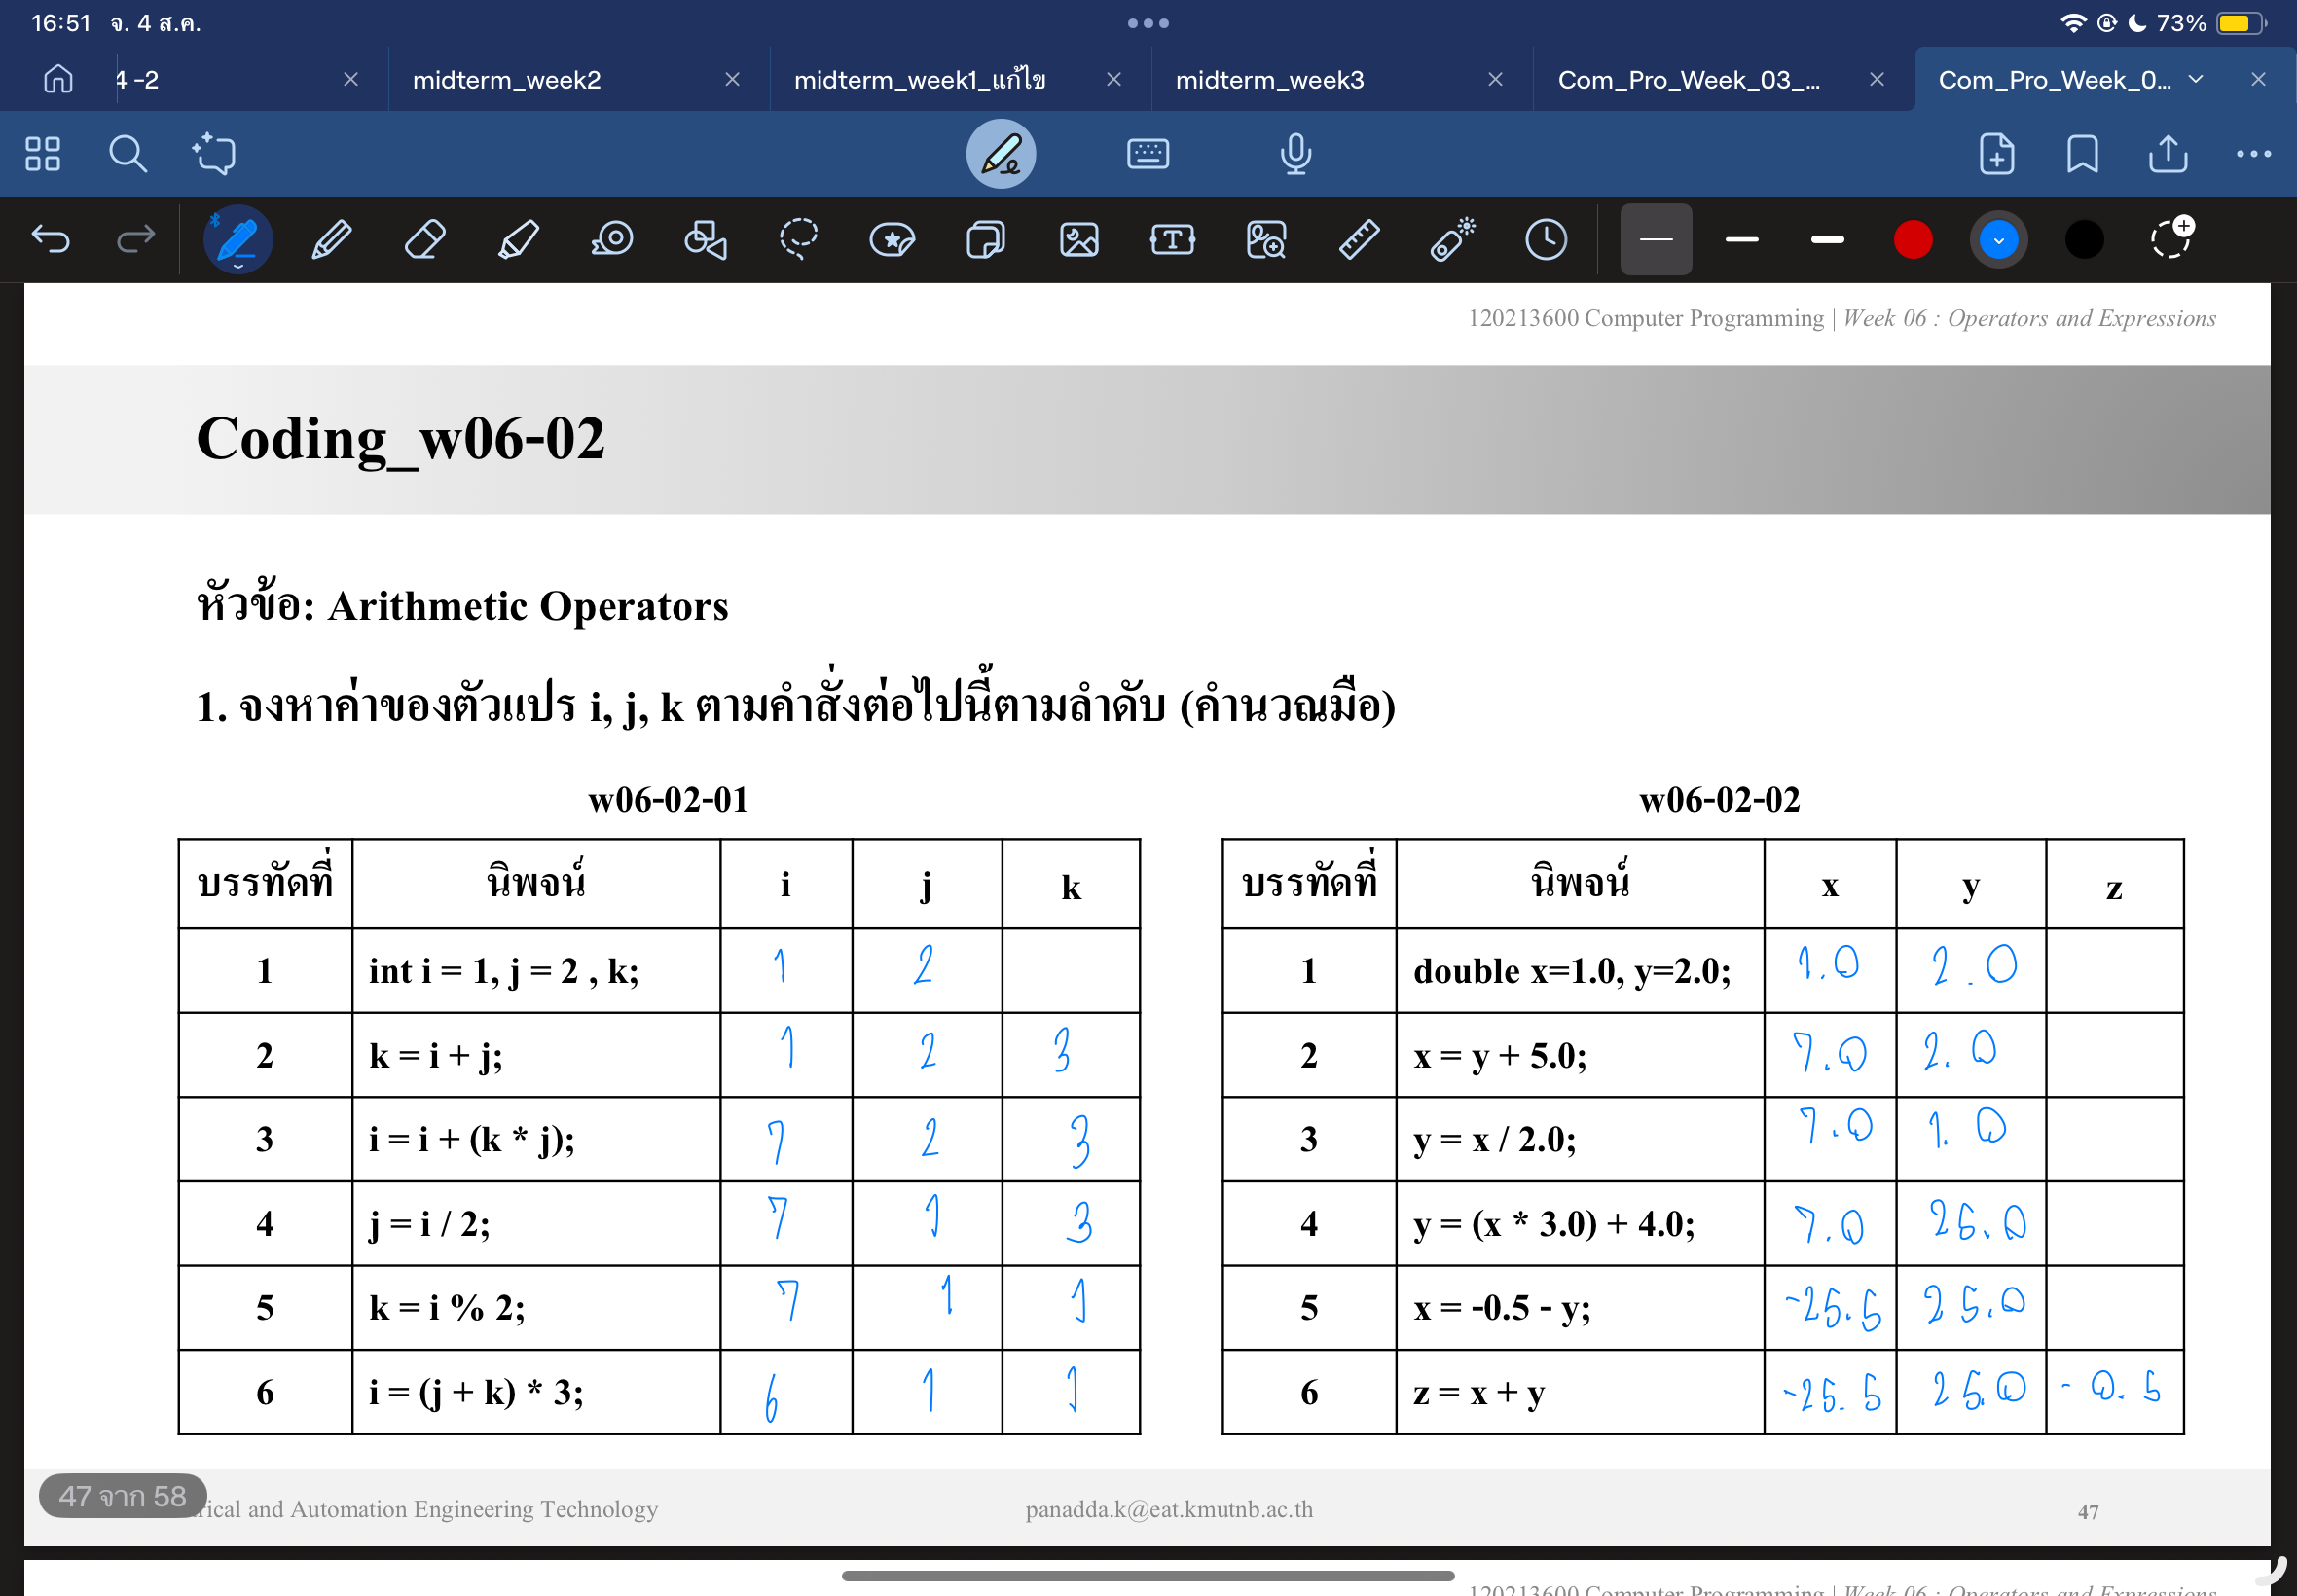 16:51 จ. 4 ส.ค. 73%
4 -2 midterm_week2 midterm_week1_แก้ไข midterm_week3 Com_Pro_Week_03_... Com_Pro_Week_0...
120213600 Computer Programming | Week 06 : Operators and Expressions
Coding_w06-02
หัวข้อ: Arithmetic Operators
1. จงหาค่าของตัวแปร i, j, k ตามคำสั่งต่อไปนี้ตามลำดับ (คำนวณมือ)
w06-02-01
บรรทัดที่ นิพจน์ i j k
1 int i = 1, j = 2 , k; 1 2
2 k = i + j; 1 2 3
3 i = i + (k * j); 7 2 3
4 j = i / 2; 7 1 3
5 k = i % 2; 7 1 1
6 i = (j + k) * 3; 6 1 1
w06-02-02
บรรทัดที่ นิพจน์ x y z
1 double x=1.0, y=2.0; 1.0 2.0
2 x = y + 5.0; 7.0 2.0
3 y = x / 2.0; 7.0 1.0
4 y = (x * 3.0) + 4.0; 7.0 25.0
5 x = -0.5 - y; -25.5 25.0
6 z = x + y -25.5 25.0 -0.5
47 จาก 58
rical and Automation Engineering Technology panadda.k@eat.kmutnb.ac.th 47
120213600 Computer Programming | Week 06 : Operators and Expressions